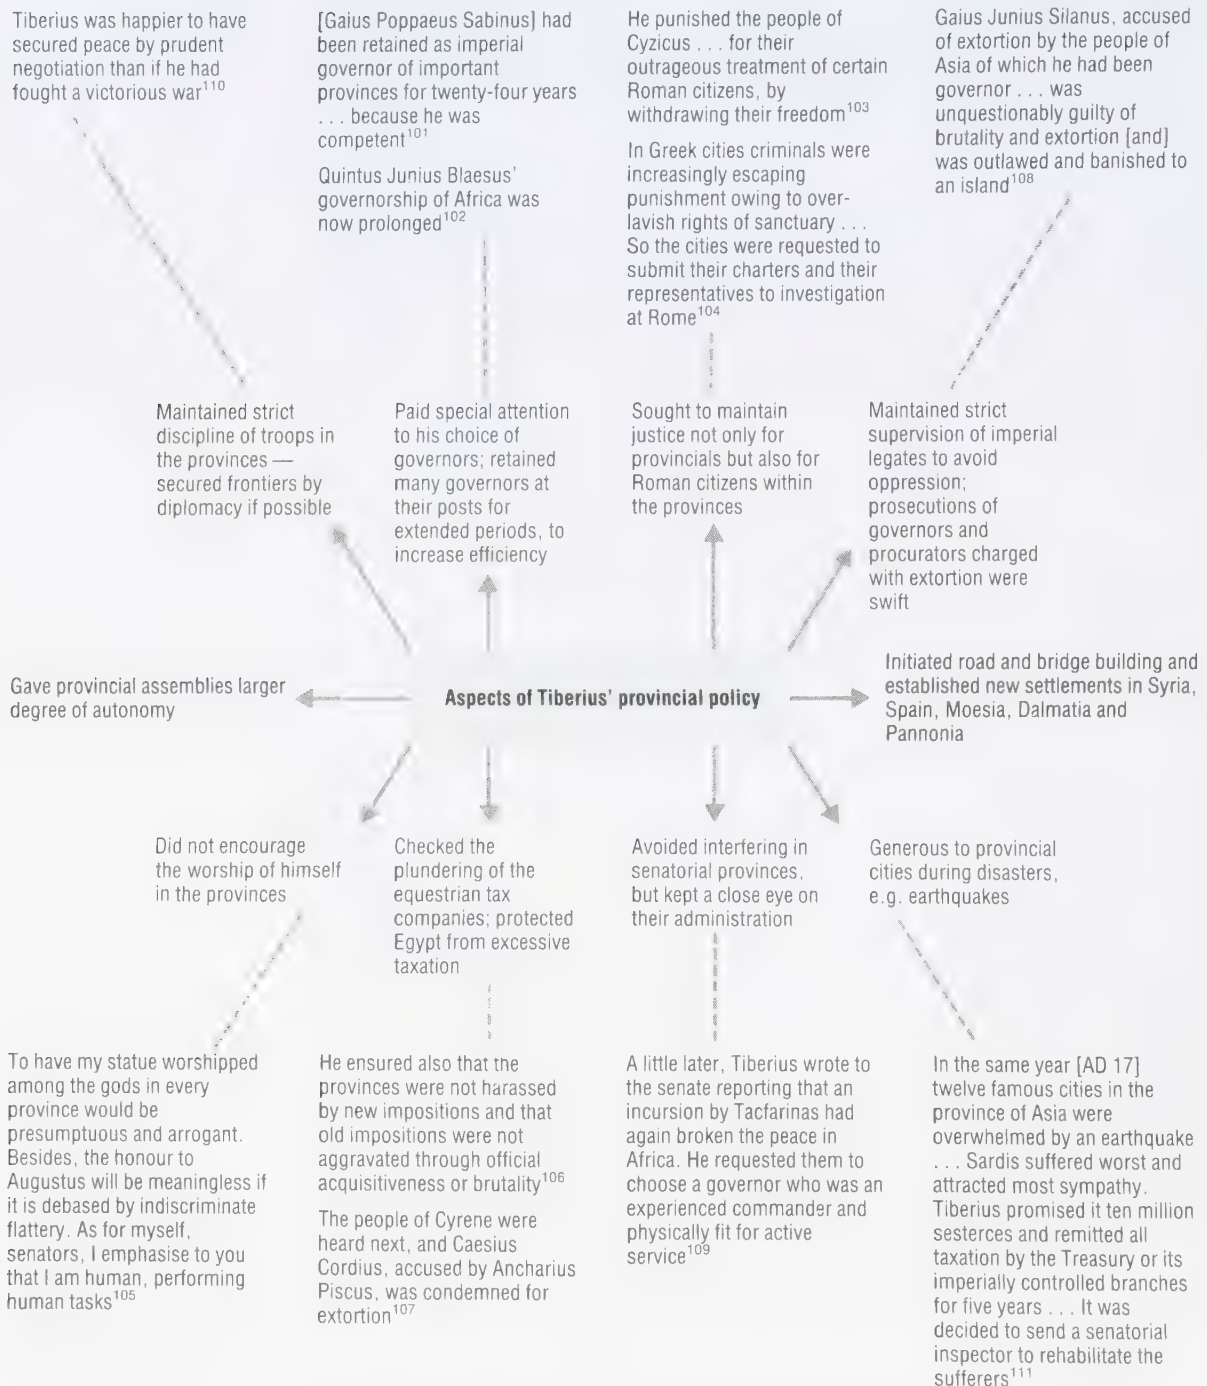 Tiberius was happier to have
secured peace by prudent
negotiation than if he had
fought a victorious war110
[Gaius Poppaeus Sabinus] had
been retained as imperial
governor of important
provinces for twenty-four years
. . . because he was
competent101
Quintus Junius Blaesus'
governorship of Africa was
now prolonged102
He punished the people of
Cyzicus . . . for their
outrageous treatment of certain
Roman citizens, by
withdrawing their freedom103
In Greek cities criminals were
increasingly escaping
punishment owing to over-
lavish rights of sanctuary . . .
So the cities were requested to
submit their charters and their
representatives to investigation
at Rome104
Gaius Junius Silanus, accused
of extortion by the people of
Asia of which he had been
governor . . . was
unquestionably guilty of
brutality and extortion [and]
was outlawed and banished to
an island108
Maintained strict
discipline of troops in
the provinces —
secured frontiers by
diplomacy if possible
Paid special attention
to his choice of
governors; retained
many governors at
their posts for
extended periods, to
increase efficiency
Sought to maintain
justice not only for
provincials but also for
Roman citizens within
the provinces
Maintained strict
supervision of imperial
legates to avoid
oppression;
prosecutions of
governors and
procurators charged
with extortion were
swift
Gave provincial assemblies larger
degree of autonomy
Aspects of Tiberius' provincial policy
Initiated road and bridge building and
established new settlements in Syria,
Spain, Moesia, Dalmatia and
Pannonia
Did not encourage
the worship of himself
in the provinces
Checked the
plundering of the
equestrian tax
companies; protected
Egypt from excessive
taxation
Avoided interfering in
senatorial provinces,
but kept a close eye on
their administration
Generous to provincial
cities during disasters,
e.g. earthquakes
To have my statue worshipped
among the gods in every
province would be
presumptuous and arrogant.
Besides, the honour to
Augustus will be meaningless if
it is debased by indiscriminate
flattery. As for myself,
senators, I emphasise to you
that I am human, performing
human tasks105
He ensured also that the
provinces were not harassed
by new impositions and that
old impositions were not
aggravated through official
acquisitiveness or brutality106
The people of Cyrene were
heard next, and Caesius
Cordius, accused by Ancharius
Piscus, was condemned for
extortion107
A little later, Tiberius wrote to
the senate reporting that an
incursion by Tacfarinas had
again broken the peace in
Africa. He requested them to
choose a governor who was an
experienced commander and
physically fit for active
service109
In the same year [AD 17]
twelve famous cities in the
province of Asia were
overwhelmed by an earthquake
. . . Sardis suffered worst and
attracted most sympathy.
Tiberius promised it ten million
sesterces and remitted all
taxation by the Treasury or its
imperially controlled branches
for five years . . . It was
decided to send a senatorial
inspector to rehabilitate the
sufferers111